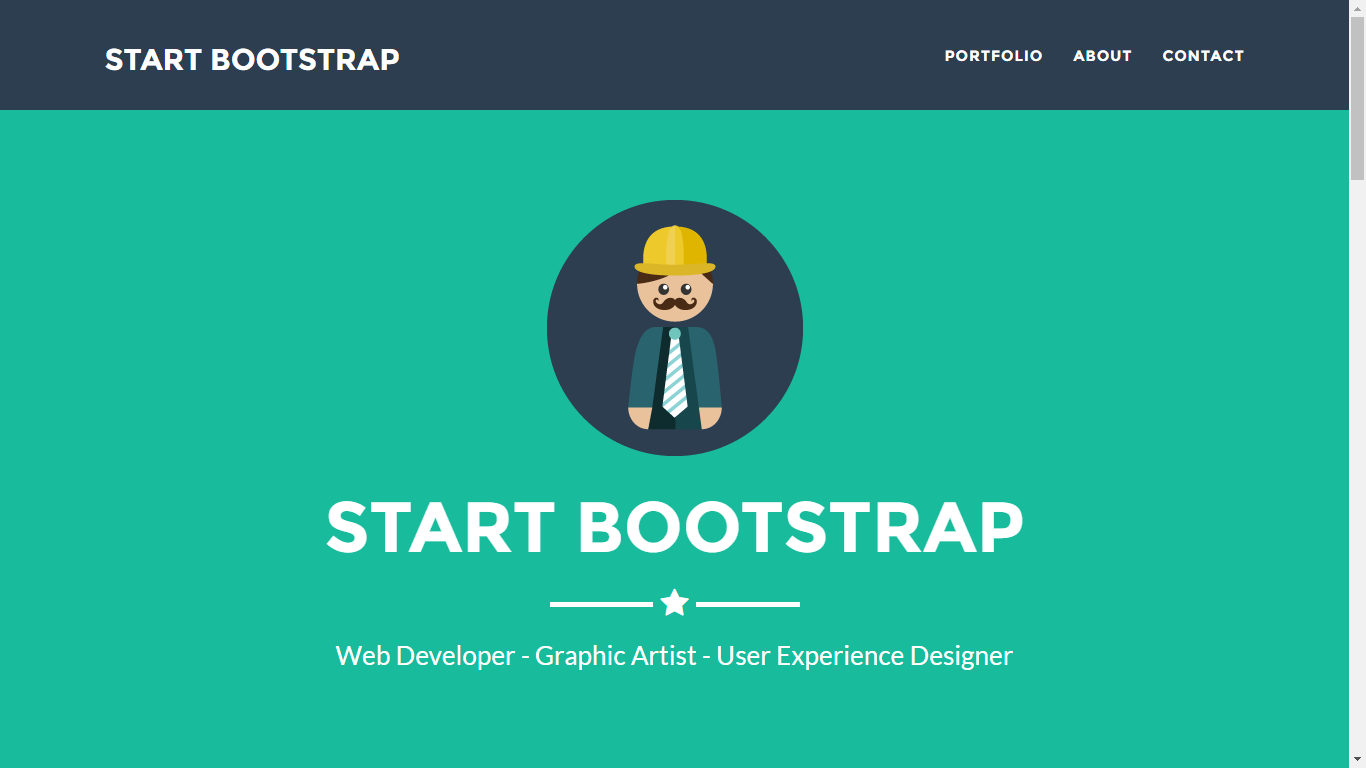 START BOOTSTRAP
PORTFOLIO ABOUT CONTACT
START BOOTSTRAP
Web Developer - Graphic Artist - User Experience Designer